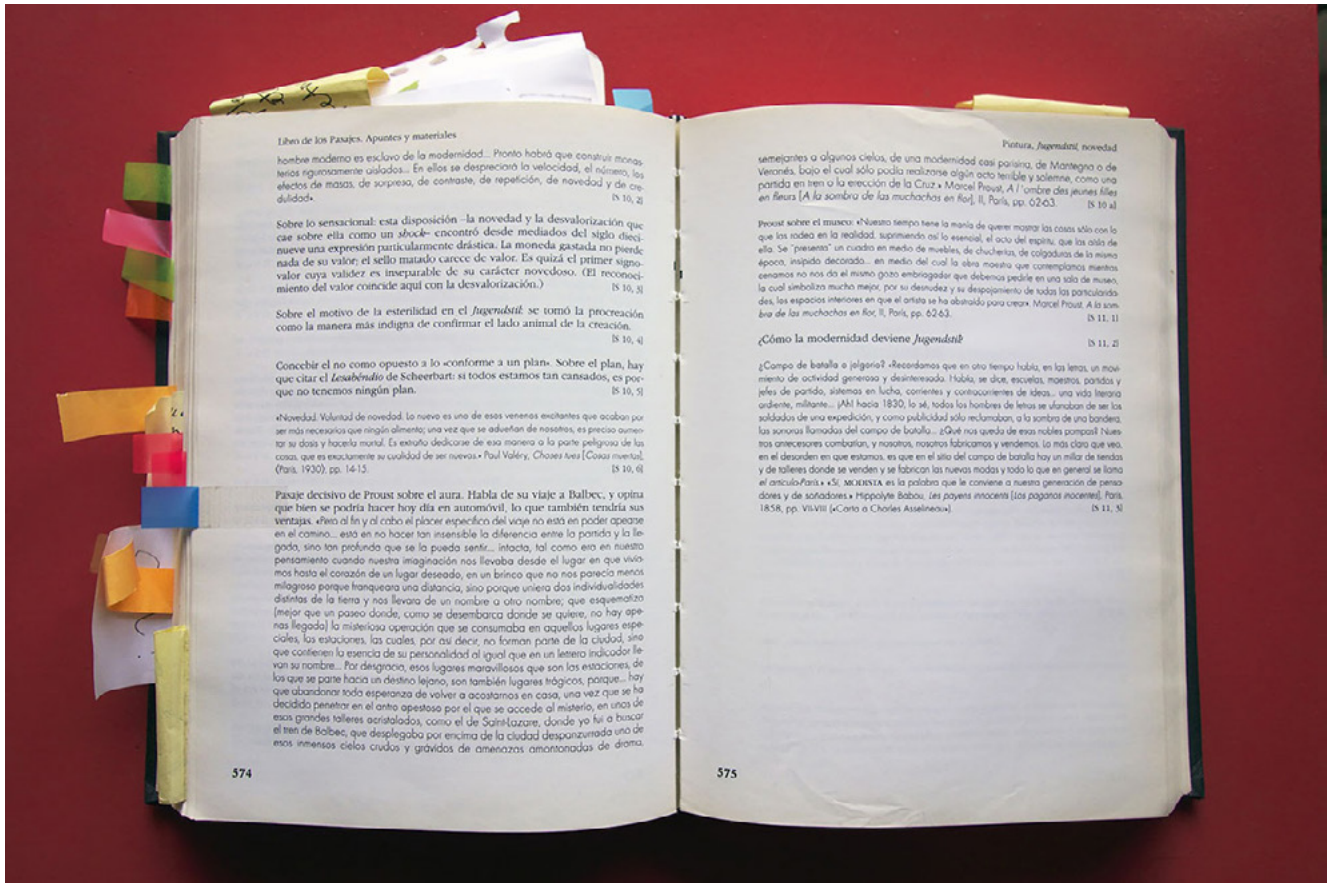 Libro de los Pasajes. Apuntes y materiales
hombre moderno es esclavo de la modernidad... Pronto habrá que construir monas-
terios rigurosamente aislados... En ellos se despreciará la velocidad, el número, los
efectos de masas, de sorpresa, de contraste, de repetición, de novedad y de cre-
dulidad».
[S 10, 2]
Sobre lo sensacional: esta disposición –la novedad y la desvalorización que
cae sobre ella como un shock– encontró desde mediados del siglo dieci-
nueve una expresión particularmente drástica. La moneda gastada no pierde
nada de su valor; el sello matado carece de valor. Es quizá el primer signo-
valor cuya validez es inseparable de su carácter novedoso. (El reconoci-
miento del valor coincide aquí con la desvalorización.)
[S 10, 3]
Sobre el motivo de la esterilidad en el Jugendstil: se tomó la procreación
como la manera más indigna de confirmar el lado animal de la creación.
[S 10, 4]
Concebir el no como opuesto a lo «conforme a un plan». Sobre el plan, hay
que citar el Lesabéndio de Scheerbart: si todos estamos tan cansados, es por-
que no tenemos ningún plan.
[S 10, 5]
«Novedad. Voluntad de novedad. Lo nuevo es uno de esos venenos excitantes que acaban por
ser más necesarios que ningún alimento; una vez que se adueñan de nosotros, es preciso aumen-
tar su dosis y hacerla mortal. Es extraño dedicarse de esa manera a la parte peligrosa de las
cosas, que es exactamente su cualidad de ser nuevas.» Paul Valéry, Choses tues [Cosas muertas],
(París, 1930), pp. 14-15.
[S 10, 6]
Pasaje decisivo de Proust sobre el aura. Habla de su viaje a Balbec, y opina
que bien se podría hacer hoy día en automóvil, lo que también tendría sus
ventajas. «Pero al fin y al cabo el placer específico del viaje no está en poder apearse
en el camino... está en no hacer tan insensible la diferencia entre la partida y la lle-
gada, sino tan profunda que se la pueda sentir... intacta, tal como era en nuestro
pensamiento cuando nuestra imaginación nos llevaba desde el lugar en que vivía-
mos hasta el corazón de un lugar deseado, en un brinco que no nos parecía menos
milagroso porque franqueara una distancia, sino porque uniera dos individualidades
distintas de la tierra y nos llevara de un nombre a otro nombre; que esquematiza
(mejor que un paseo donde, como se desembarca donde se quiere, no hay ape-
nas llegada) la misteriosa operación que se consumaba en aquellos lugares espe-
ciales, las estaciones, las cuales, por así decir, no forman parte de la ciudad, sino
que contienen la esencia de su personalidad al igual que en un letrero indicador lle-
van su nombre... Por desgracia, esos lugares maravillosos que son las estaciones, de
los que se parte hacia un destino lejano, son también lugares trágicos, porque... hay
que abandonar toda esperanza de volver a acostarnos en casa, una vez que se ha
decidido penetrar en el antro apestoso por el que se accede al misterio, en unos de
esos grandes talleres acristalados, como el de Saint-Lazare, donde yo fui a buscar
el tren de Balbec, que desplegaba por encima de la ciudad despanzurrada uno de
esos inmensos cielos crudos y grávidos de amenazas amontonadas de drama,
574
Pintura, Jugendstil, novedad
semejantes a algunos cielos, de una modernidad casi parisina, de Mantegna o de
Veronés, bajo el cual sólo podía realizarse algún acto terrible y solemne, como una
partida en tren o la erección de la Cruz.» Marcel Proust, A l'ombre des jeunes filles
en fleurs [A la sombra de las muchachas en flor], II, París, pp. 62-63.
[S 10 a]
Proust sobre el museo: «Nuestro tiempo tiene la manía de querer mostrar las cosas sólo con lo
que las rodea en la realidad, suprimiendo así lo esencial, el acto del espíritu, que las aísla de
ella. Se "presenta" un cuadro en medio de muebles, de chucherías, de colgaduras de la misma
época, insípido decorado... en medio del cual la obra maestra que contemplamos mientras
cenamos no nos da el mismo gozo embriagador que debemos pedirle en una sala de museo,
la cual simboliza mucho mejor, por su desnudez y su despojamiento de todas las particularida-
des, los espacios interiores en que el artista se ha abstraído para crear». Marcel Proust, A la som-
bra de las muchachas en flor, II, París, pp. 62-63.
[S 11, 1]
¿Cómo la modernidad deviene Jugendstil?
[S 11, 2]
¿Campo de batalla o jolgorio? «Recordamos que en otro tiempo había, en las letras, un movi-
miento de actividad generosa y desinteresada. Había, se dice, escuelas, maestros, partidos y
jefes de partido, sistemas en lucha, corrientes y contracorrientes de ideas... una vida literaria
ardiente, militante... ¡Ah! hacia 1830, lo sé, todos los hombres de letras se ufanaban de ser los
soldados de una expedición, y como publicidad sólo reclamaban, a la sombra de una bandera,
las sonoras llamadas del campo de batalla... ¿Qué nos queda de esas nobles pompas? Nues-
tros antecesores combatían, y nosotros, nosotros fabricamos y vendemos. Lo más claro que veo,
en el desorden en que estamos, es que en el sitio del campo de batalla hay un millar de tiendas
y de talleres donde se venden y se fabrican las nuevas modas y todo lo que en general se llama
el artículo-París.» «Sí, MODISTA es la palabra que le conviene a nuestra generación de pensa-
dores y de soñadores.» Hippolyte Babou, Les payens innocents [Los paganos inocentes], París,
1858, pp. VII-VIII («Carta a Charles Asselineau»).
[S 11, 3]
575